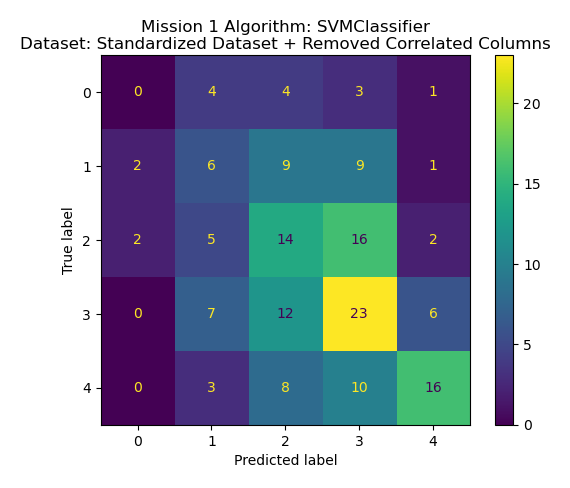 Mission 1 Algorithm: SVMClassifier
Dataset: Standardized Dataset + Removed Correlated Columns
0 0 4 4 3 1
1 2 6 9 9 1
2 2 5 14 16 2
3 0 7 12 23 6
4 0 3 8 10 16
0 1 2 3 4
True label
Predicted label
20
15
10
5
0